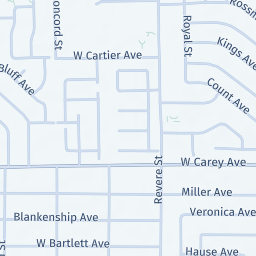 oncord St
Royal St
Rossm
W Cartier Ave
Kings Ave
Bluff Ave
Count Ave
W Carey Ave
Revere St
Miller Ave
Veronica Ave
Blankenship Ave
W Bartlett Ave
Hause Ave
d St